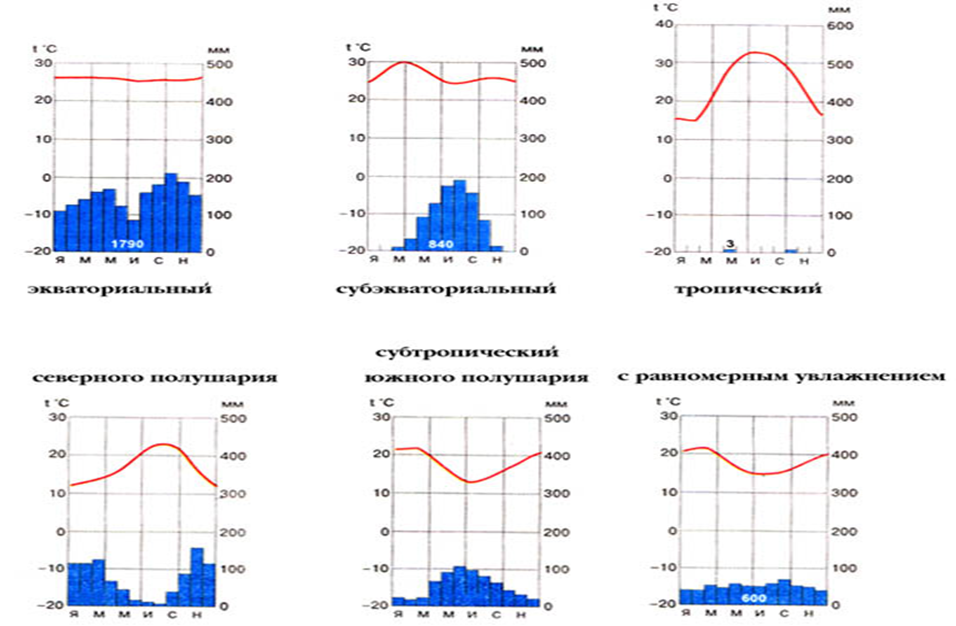 t °C мм
30 500
20 400
10 300
0 200
−10 100
−20 0
1790
Я М М И С Н
экваториальный
t °C мм
30 500
20 400
10 300
0 200
−10 100
−20 0
840
Я М М И С Н
субэкваториальный
t °C мм
40 600
30 500
20 400
10 300
0 200
−10 100
−20 0
3
Я М М И С Н
тропический
субтропический
северного полушария
южного полушария
с равномерным увлажнением
t °C мм
30 500
20 400
10 300
0 200
−10 100
−20 0
Я М М И С Н
t °C мм
30 500
20 400
10 300
0 200
−10 100
−20 0
Я М М И С Н
t °C мм
30 500
20 400
10 300
0 200
−10 100
−20 0
600
Я М М И С Н